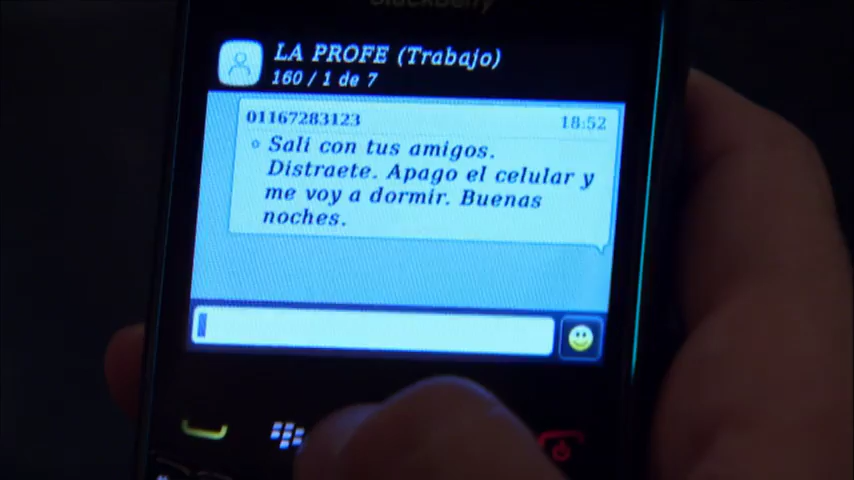 BlackBerry
LA PROFE (Trabajo)
160 / 1 de 7
01167283123 18:52
Sali con tus amigos.
Distraete. Apago el celular y
me voy a dormir. Buenas
noches.